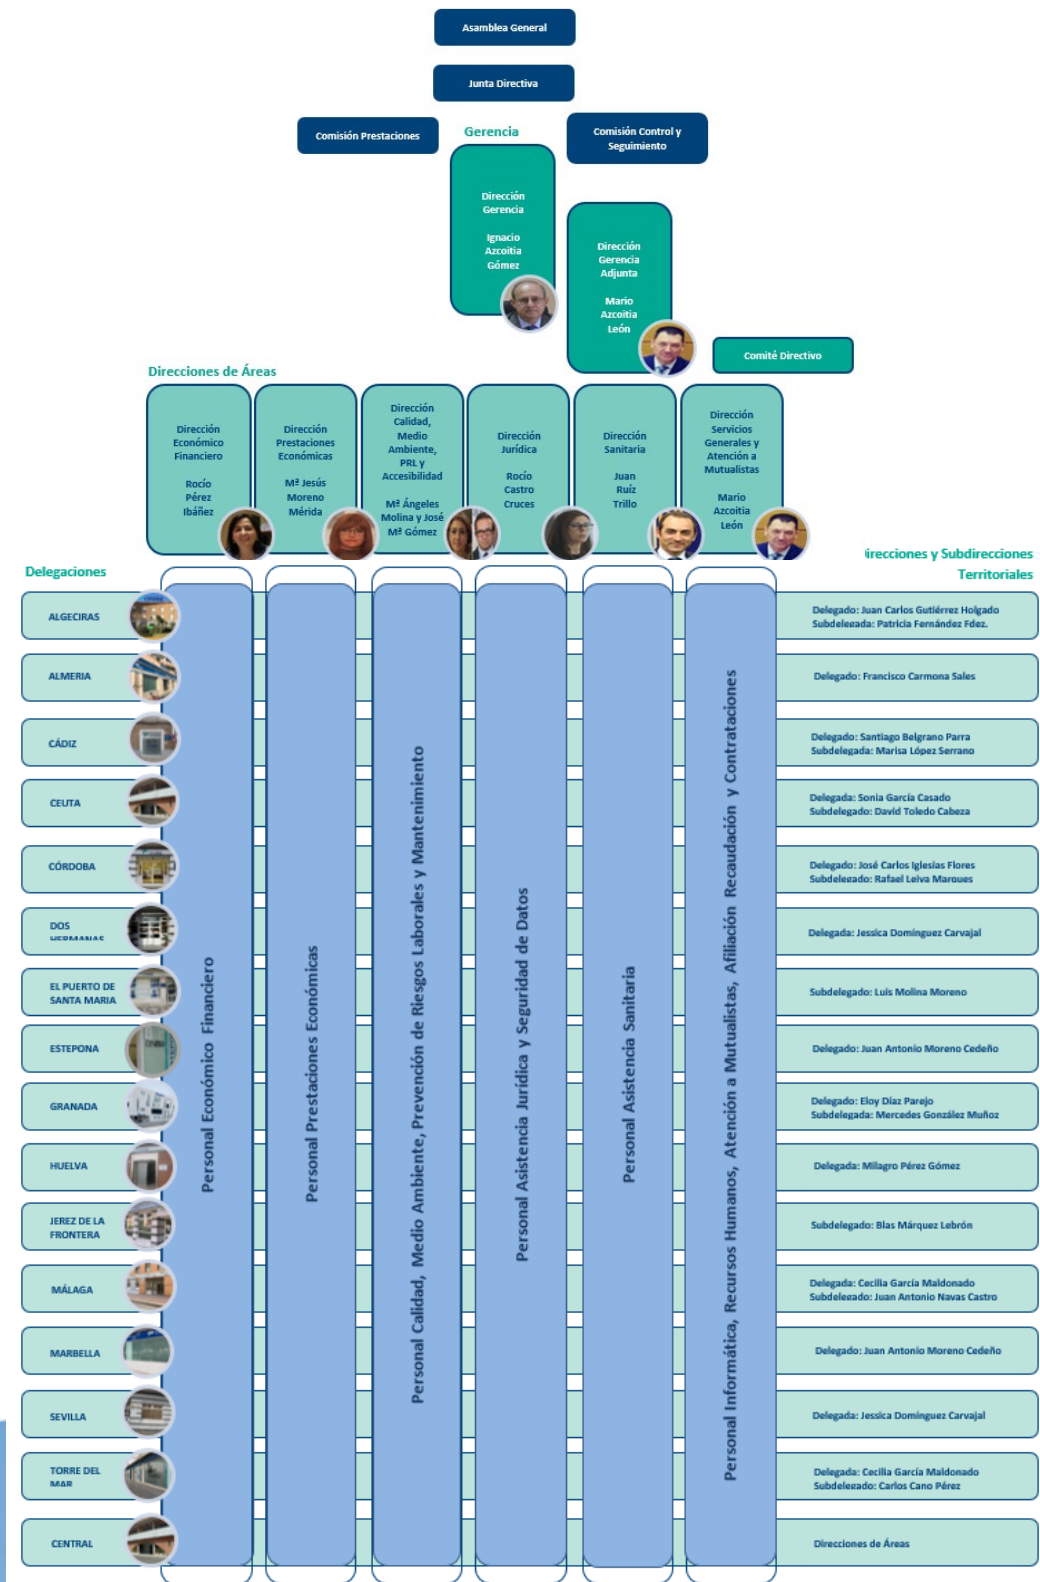 Asamblea General
Junta Directiva
Comisión Prestaciones
Gerencia
Comisión Control y
Seguimiento
Dirección
Gerencia
Ignacio
Azcoitia
Gómez
Dirección
Gerencia
Adjunta
Mario
Azcoitia
León
Comité Directivo
Direcciones de Áreas
Dirección
Económico
Financiero
Rocío
Pérez
Ibáñez
Dirección
Prestaciones
Económicas
Mª Jesús
Moreno
Mérida
Dirección
Calidad,
Medio
Ambiente,
PRL y
Accesibilidad
Mª Ángeles
Molina y José
Mª Gómez
Dirección
Jurídica
Rocío
Castro
Cruces
Dirección
Sanitaria
Juan
Ruíz
Trillo
Dirección
Servicios
Generales y
Atención a
Mutualistas
Mario
Azcoitia
León
Delegaciones
irecciones y Subdirecciones
Territoriales
ALGECIRAS
Delegado: Juan Carlos Gutiérrez Holgado
Subdelegada: Patricia Fernández Fdez.
ALMERIA
Delegado: Francisco Carmona Sales
CÁDIZ
Delegado: Santiago Belgrano Parra
Subdelegada: Marisa López Serrano
CEUTA
Delegada: Sonia García Casado
Subdelegado: David Toledo Cabeza
CÓRDOBA
Delegado: José Carlos Iglesias Flores
Subdelegado: Rafael Leiva Marques
DOS
HERMANAS
Delegada: Jessica Domínguez Carvajal
EL PUERTO DE
SANTA MARIA
Subdelegado: Luis Molina Moreno
ESTEPONA
Delegado: Juan Antonio Moreno Cedeño
GRANADA
Delegado: Eloy Díaz Parejo
Subdelegada: Mercedes González Muñoz
HUELVA
Delegada: Milagro Pérez Gómez
JEREZ DE LA
FRONTERA
Subdelegado: Blas Márquez Lebrón
MÁLAGA
Delegada: Cecilia García Maldonado
Subdelegado: Juan Antonio Navas Castro
MARBELLA
Delegado: Juan Antonio Moreno Cedeño
SEVILLA
Delegada: Jessica Domínguez Carvajal
TORRE DEL
MAR
Delegada: Cecilia García Maldonado
Subdelegado: Carlos Cano Pérez
CENTRAL
Direcciones de Áreas
Personal Económico Financiero
Personal Prestaciones Económicas
Personal Calidad, Medio Ambiente, Prevención de Riesgos Laborales y Mantenimiento
Personal Asistencia Jurídica y Seguridad de Datos
Personal Asistencia Sanitaria
Personal Informática, Recursos Humanos, Atención a Mutualistas, Afiliación Recaudación y Contrataciones